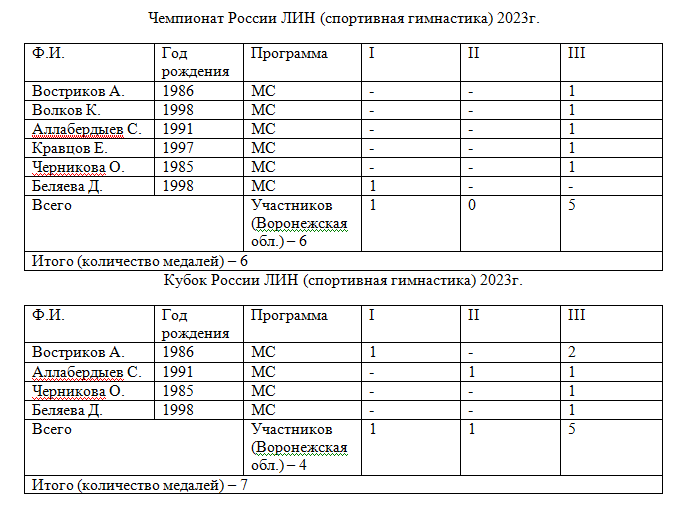 Чемпионат России ЛИН (спортивная гимнастика) 2023г.
Ф.И. Год рождения Программа I II III
Востриков А. 1986 МС - - 1
Волков К. 1998 МС - - 1
Аллабердыев С. 1991 МС - - 1
Кравцов Е. 1997 МС - - 1
Черникова О. 1985 МС - - 1
Беляева Д. 1998 МС 1 - -
Всего Участников (Воронежская обл.) – 6 1 0 5
Итого (количество медалей) – 6
Кубок России ЛИН (спортивная гимнастика) 2023г.
Ф.И. Год рождения Программа I II III
Востриков А. 1986 МС 1 - 2
Аллабердыев С. 1991 МС - 1 1
Черникова О. 1985 МС - - 1
Беляева Д. 1998 МС - - 1
Всего Участников (Воронежская обл.) – 4 1 1 5
Итого (количество медалей) – 7